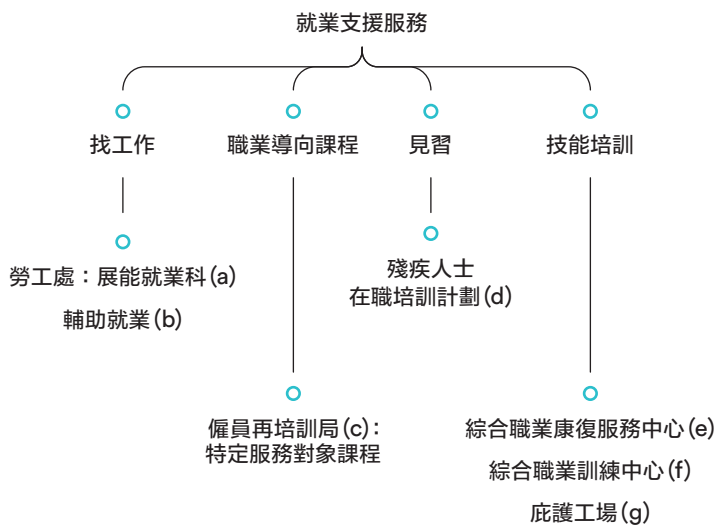 就業支援服務
找工作
職業導向課程
見習
技能培訓
勞工處：展能就業科(a)
輔助就業(b)
殘疾人士
在職培訓計劃(d)
僱員再培訓局(c)：
特定服務對象課程
綜合職業康復服務中心(e)
綜合職業訓練中心(f)
庇護工場(g)